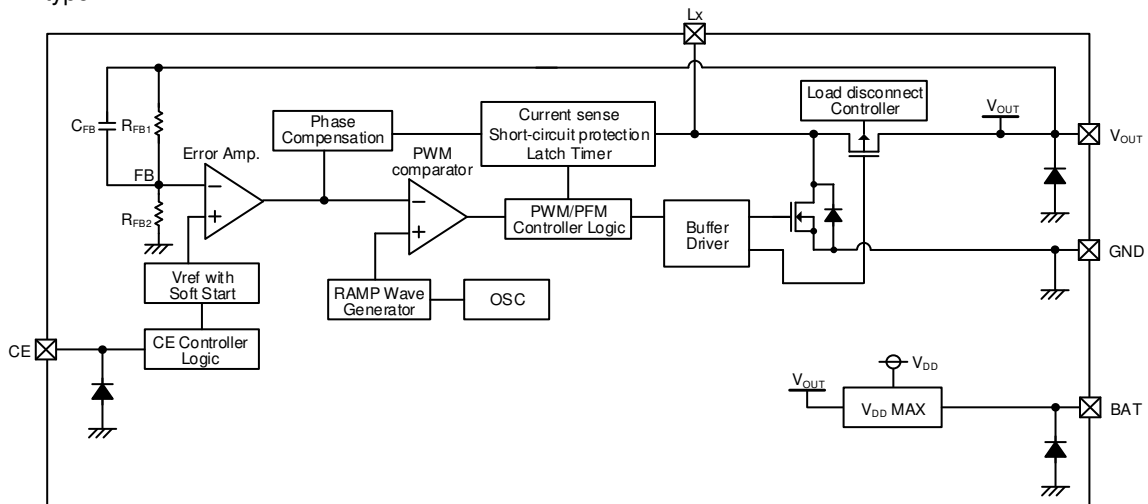 type
Lx
Load disconnect
Controller
VOUT
VOUT
CFB
RFB1
Phase
Compensation
Current sense
Short-circuit protection
Latch Timer
Error Amp.
PWM
comparator
FB
RFB2
PWM/PFM
Controller Logic
Buffer
Driver
GND
Vref with
Soft Start
RAMP Wave
Generator
OSC
CE
CE Controller
Logic
VDD
VOUT
VDD MAX
BAT